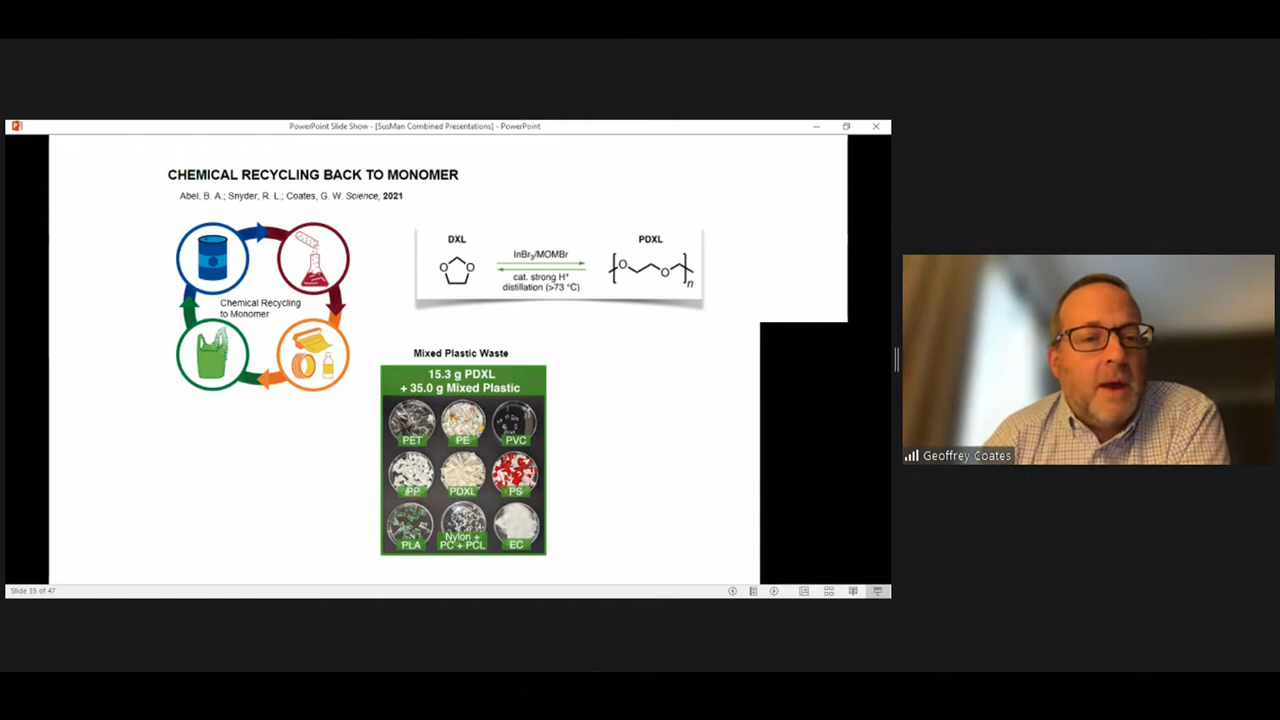 PowerPoint Slide Show - [SusMan Combined Presentations] - PowerPoint
CHEMICAL RECYCLING BACK TO MONOMER
Abel, B. A.; Snyder, R. L.; Coates, G. W. Science, 2021
Chemical Recycling
to Monomer
DXL
PDXL
InBr3/MOMBr
cat. strong H+
distillation (>73 °C)
O
O
O
O
n
Mixed Plastic Waste
15.3 g PDXL
+ 35.0 g Mixed Plastic
PET
PE
PVC
iPP
PDXL
PS
PLA
Nylon +
PC + PCL
EC
Geoffrey Coates
Slide 35 of 47